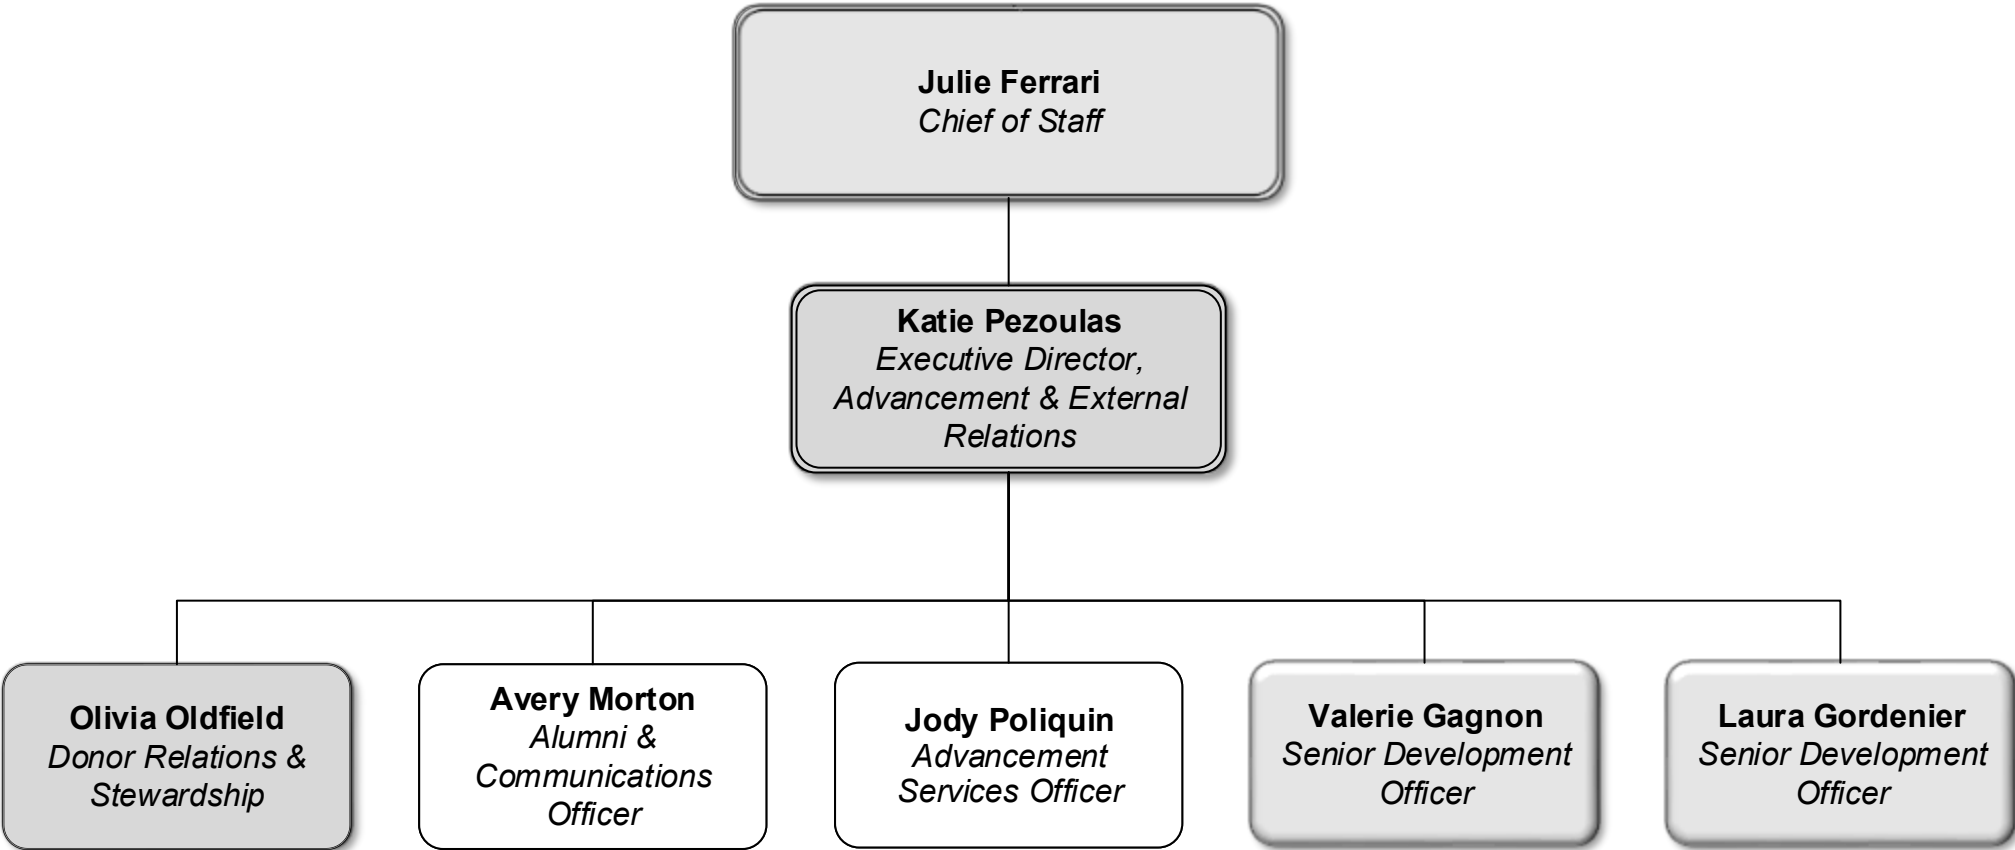 Julie Ferrari
Chief of Staff
Katie Pezoulas
Executive Director,
Advancement & External
Relations
Olivia Oldfield
Donor Relations &
Stewardship
Avery Morton
Alumni &
Communications
Officer
Jody Poliquin
Advancement
Services Officer
Valerie Gagnon
Senior Development
Officer
Laura Gordenier
Senior Development
Officer